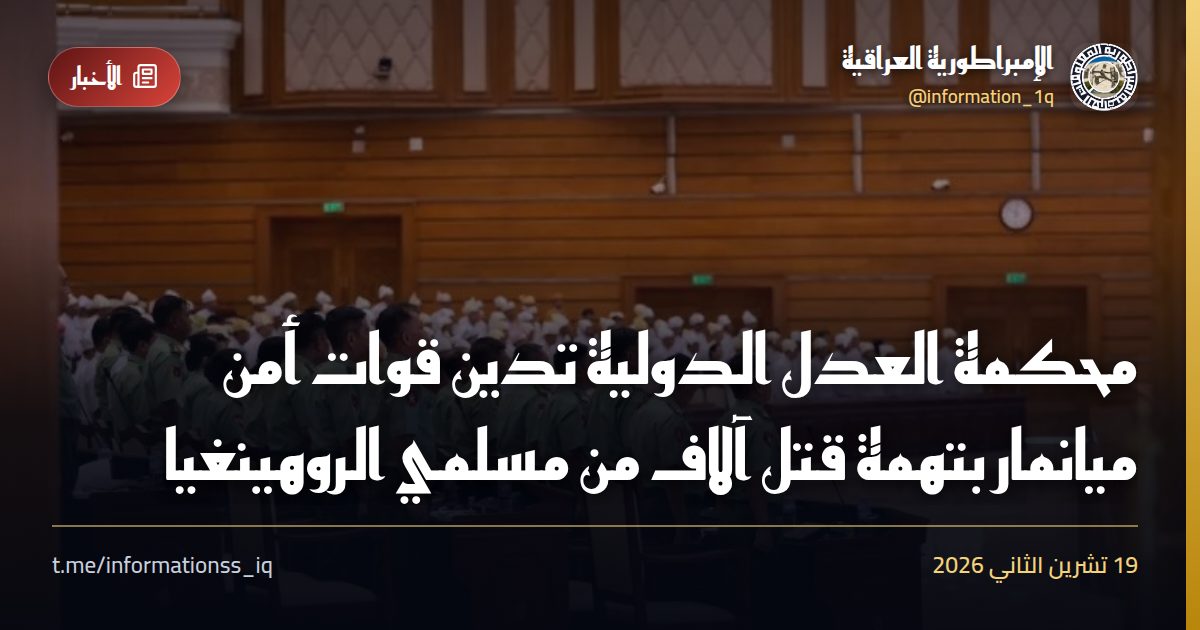 الإمبراطورية العراقية
@information_1q
الأخبار
محكمة العدل الدولية تدين قوات أمن
ميانمار بتهمة قتل آلاف من مسلمي الروهينغيا
19 تشرين الثاني 2026
t.me/informationss_iq